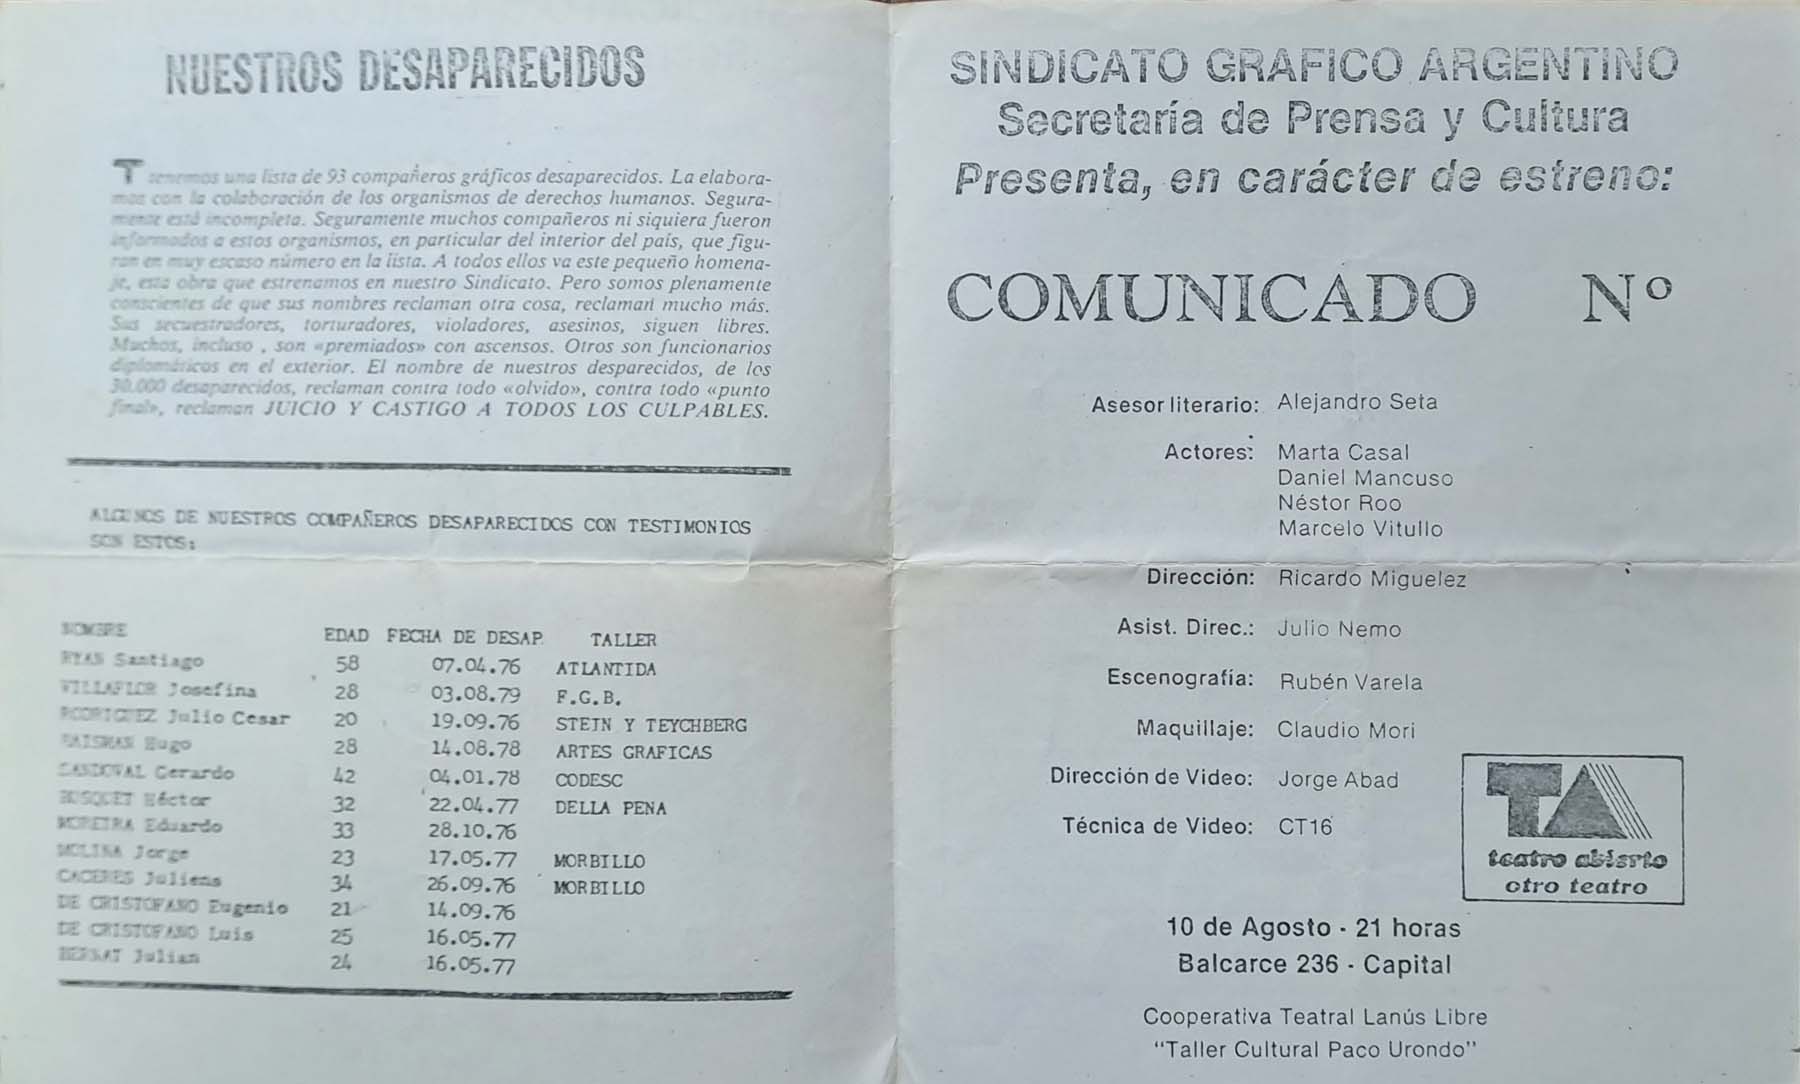 NUESTROS DESAPARECIDOS
Tenemos una lista de 93 compañeros gráficos desaparecidos. La elabora-
mos con la colaboración de los organismos de derechos humanos. Segura-
mente está incompleta. Seguramente muchos compañeros ni siquiera fueron
informados a estos organismos, en particular del interior del país, que figu-
ran en muy escaso número en la lista. A todos ellos va este pequeño homena-
je, esta obra que estrenamos en nuestro Sindicato. Pero somos plenamente
conscientes de que sus nombres reclaman otra cosa, reclaman mucho más.
Sus secuestradores, torturadores, violadores, asesinos, siguen libres.
Muchos, incluso , son «premiados» con ascensos. Otros son funcionarios
diplomáticos en el exterior. El nombre de nuestros desparecidos, de los
30.000 desaparecidos, reclaman contra todo «olvido», contra todo «punto
final», reclaman JUICIO Y CASTIGO A TODOS LOS CULPABLES.
ALGUNOS DE NUESTROS COMPAÑEROS DESAPARECIDOS CON TESTIMONIOS
SON ESTOS:
NOMBRE EDAD FECHA DE DESAP. TALLER
RYAN Santiago 58 07.04.76 ATLANTIDA
VILLAFLOR Josefina 28 03.08.79 F.G.B.
RODRIGUEZ Julio Cesar 20 19.09.76 STEIN Y TEYCHBERG
VAISMAN Hugo 28 14.08.78 ARTES GRAFICAS
SANDOVAL Gerardo 42 04.01.78 CODESC
BUSQUET Héctor 32 22.04.77 DELLA PENA
MOREIRA Eduardo 33 28.10.76
MOLINA Jorge 23 17.05.77 MORBILLO
CACERES Juliens 34 26.09.76 MORBILLO
DE CRISTOFANO Eugenio 21 14.09.76
DE CRISTOFANO Luis 25 16.05.77
BERNAT Julian 24 16.05.77
SINDICATO GRAFICO ARGENTINO
Secretaría de Prensa y Cultura
Presenta, en carácter de estreno:
COMUNICADO Nº
Asesor literario: Alejandro Seta
Actores: Marta Casal
Daniel Mancuso
Néstor Roo
Marcelo Vitullo
Dirección: Ricardo Miguelez
Asist. Direc.: Julio Nemo
Escenografía: Rubén Varela
Maquillaje: Claudio Mori
Dirección de Video: Jorge Abad
Técnica de Video: CT16
TA
teatro abierto
otro teatro
10 de Agosto - 21 horas
Balcarce 236 - Capital
Cooperativa Teatral Lanús Libre
"Taller Cultural Paco Urondo"